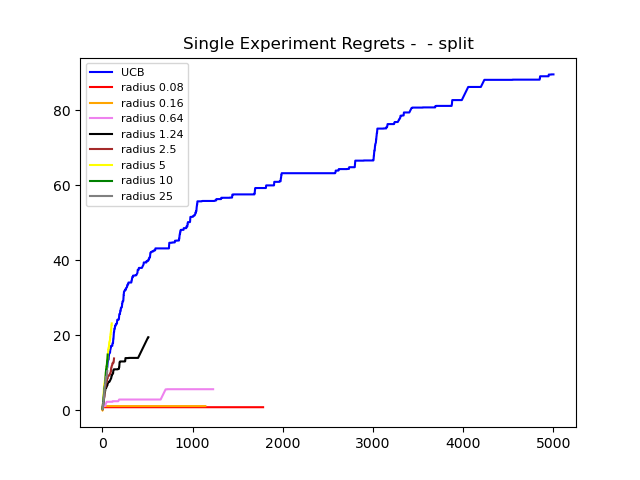 Single Experiment Regrets -  - split
UCB
radius 0.08
radius 0.16
radius 0.64
radius 1.24
radius 2.5
radius 5
radius 10
radius 25
80
60
40
20
0
0 1000 2000 3000 4000 5000